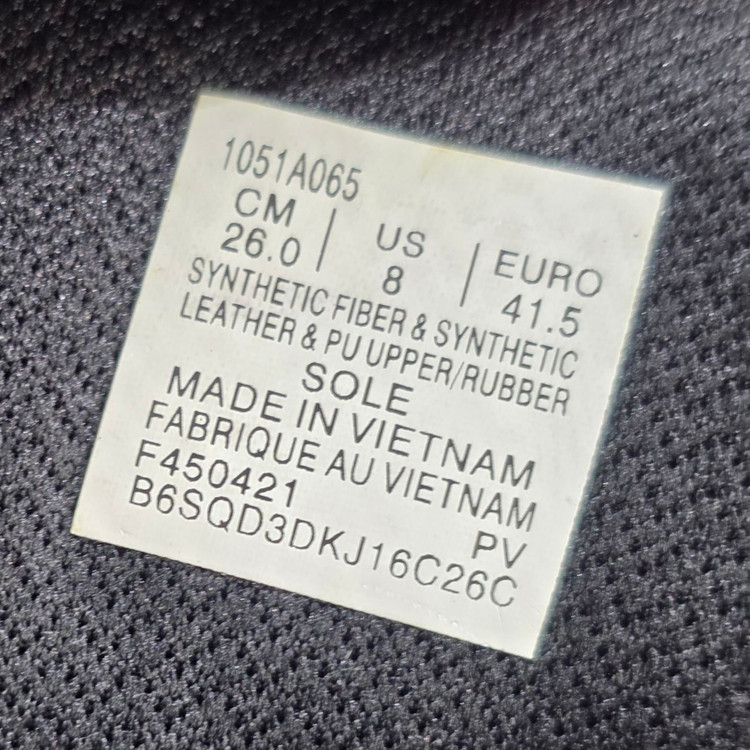 1051A065
CM | US | EURO
26.0 | 8 | 41.5
SYNTHETIC FIBER & SYNTHETIC
LEATHER & PU UPPER/RUBBER
SOLE
MADE IN VIETNAM
FABRIQUE AU VIETNAM
F450421 PV
B6SQD3DKJ16C26C